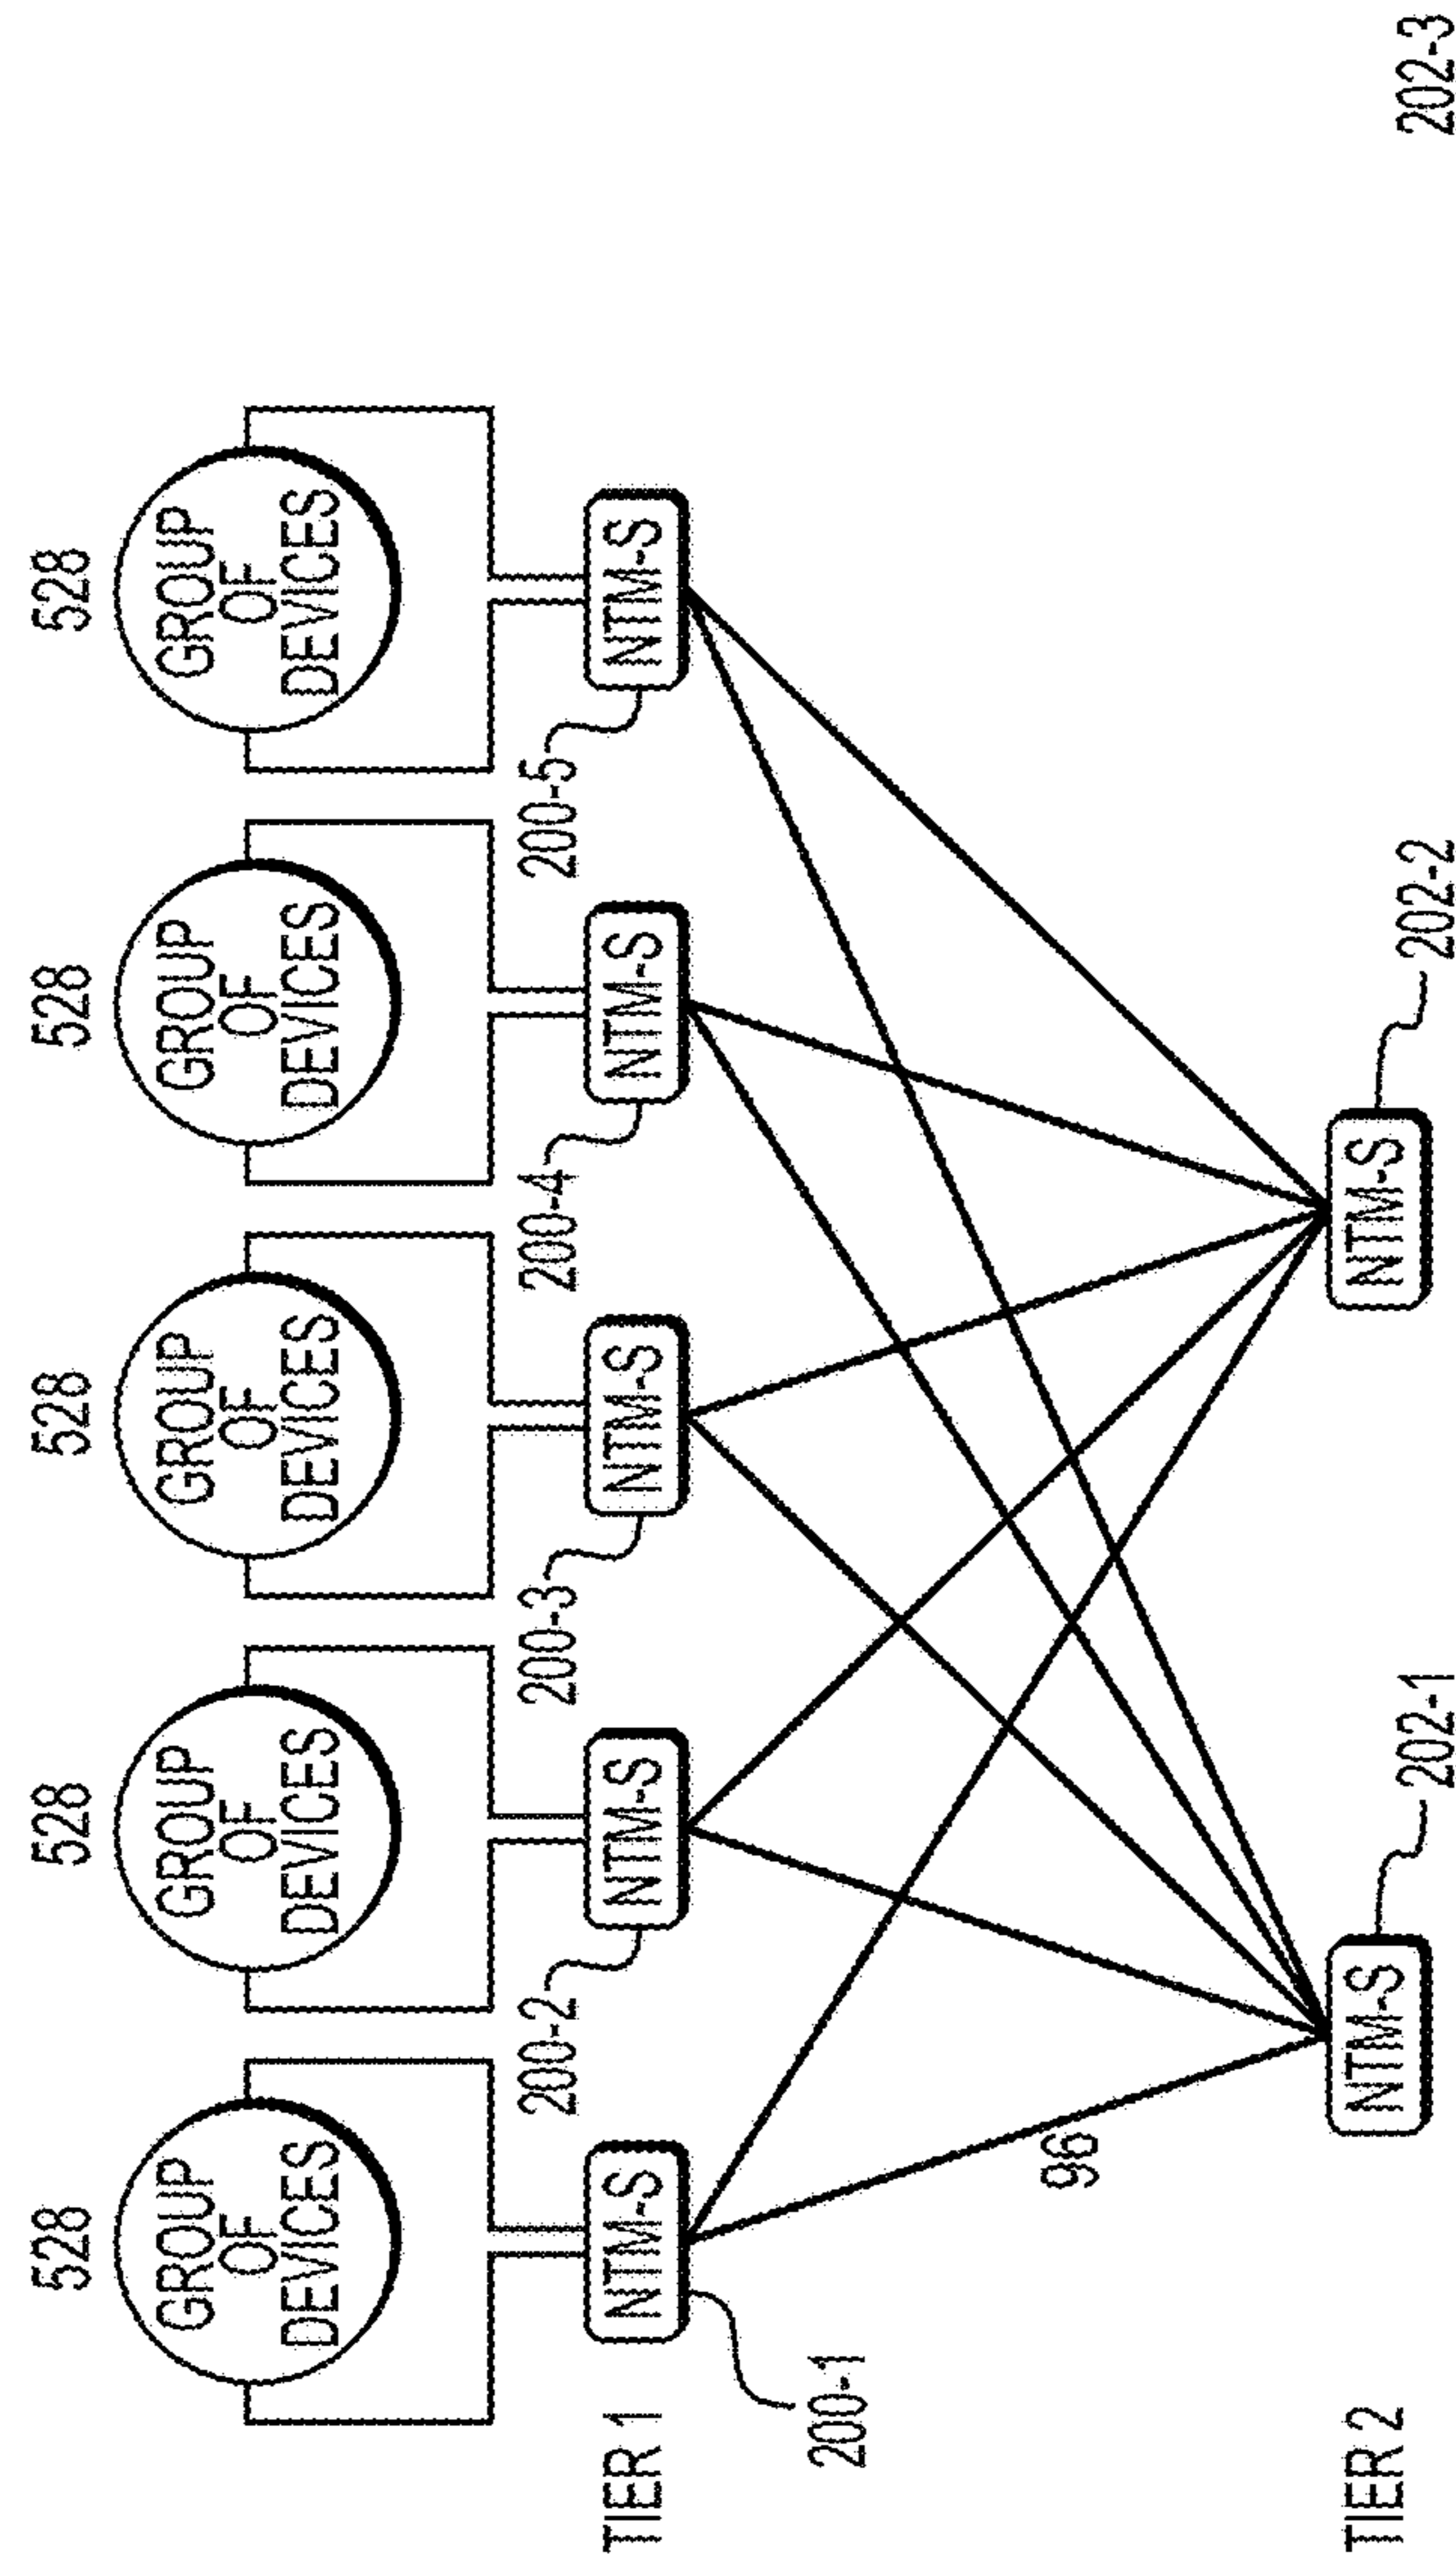 528
528
528
528
528
GROUP
OF
DEVICES
GROUP
OF
DEVICES
GROUP
OF
DEVICES
GROUP
OF
DEVICES
GROUP
OF
DEVICES
200-2
200-3
200-4
200-5
TIER 1
NTM-S
NTM-S
NTM-S
NTM-S
NTM-S
200-1
96
TIER 2
NTM-S
NTM-S
202-1
202-2
202-3